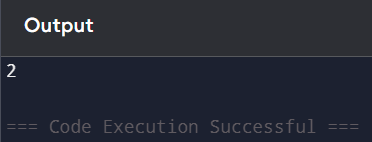 Output
2
=== Code Execution Successful ===